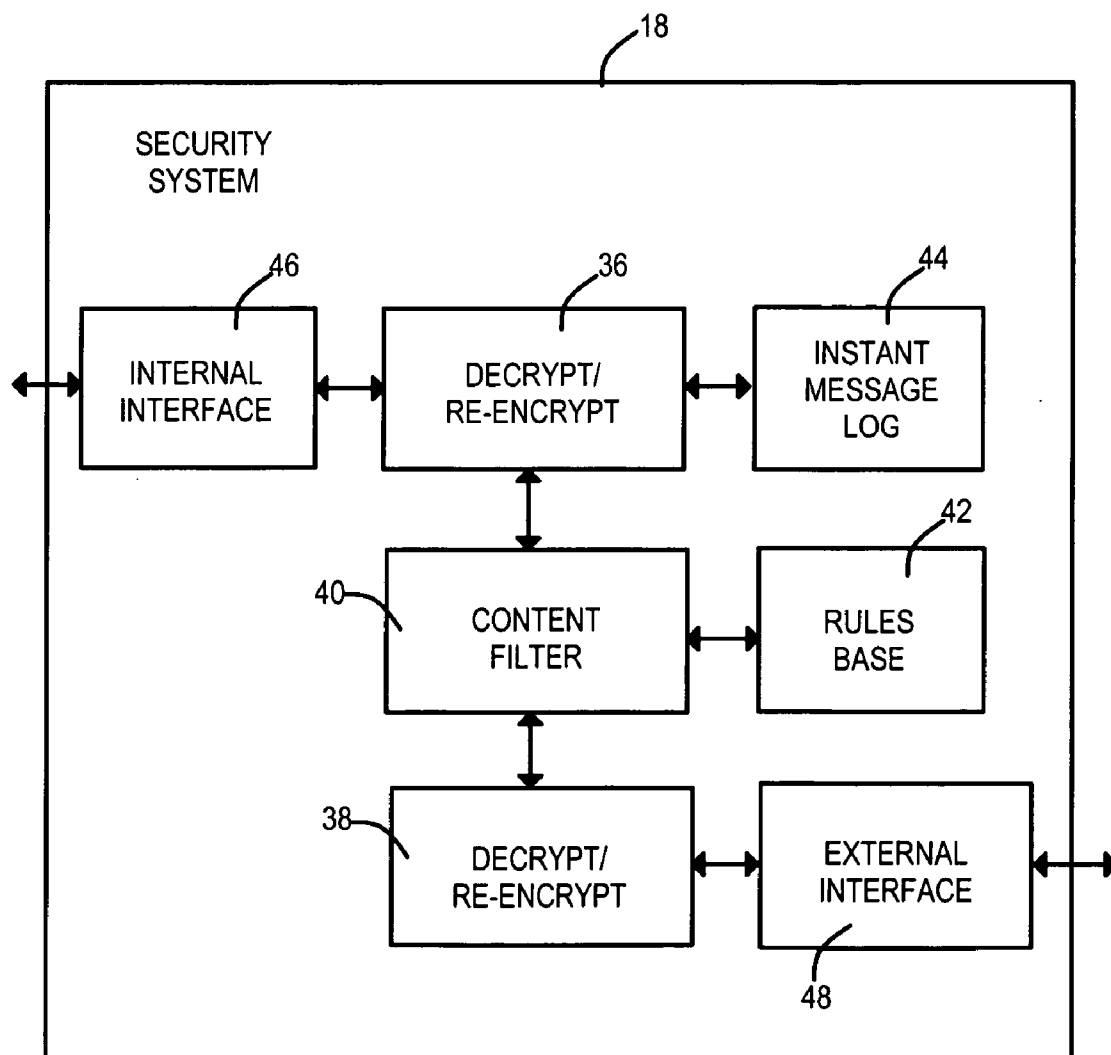 18
SECURITY
SYSTEM
46
36
44
INTERNAL
INTERFACE
DECRYPT/
RE-ENCRYPT
INSTANT
MESSAGE
LOG
42
40
CONTENT
FILTER
RULES
BASE
38
DECRYPT/
RE-ENCRYPT
EXTERNAL
INTERFACE
48